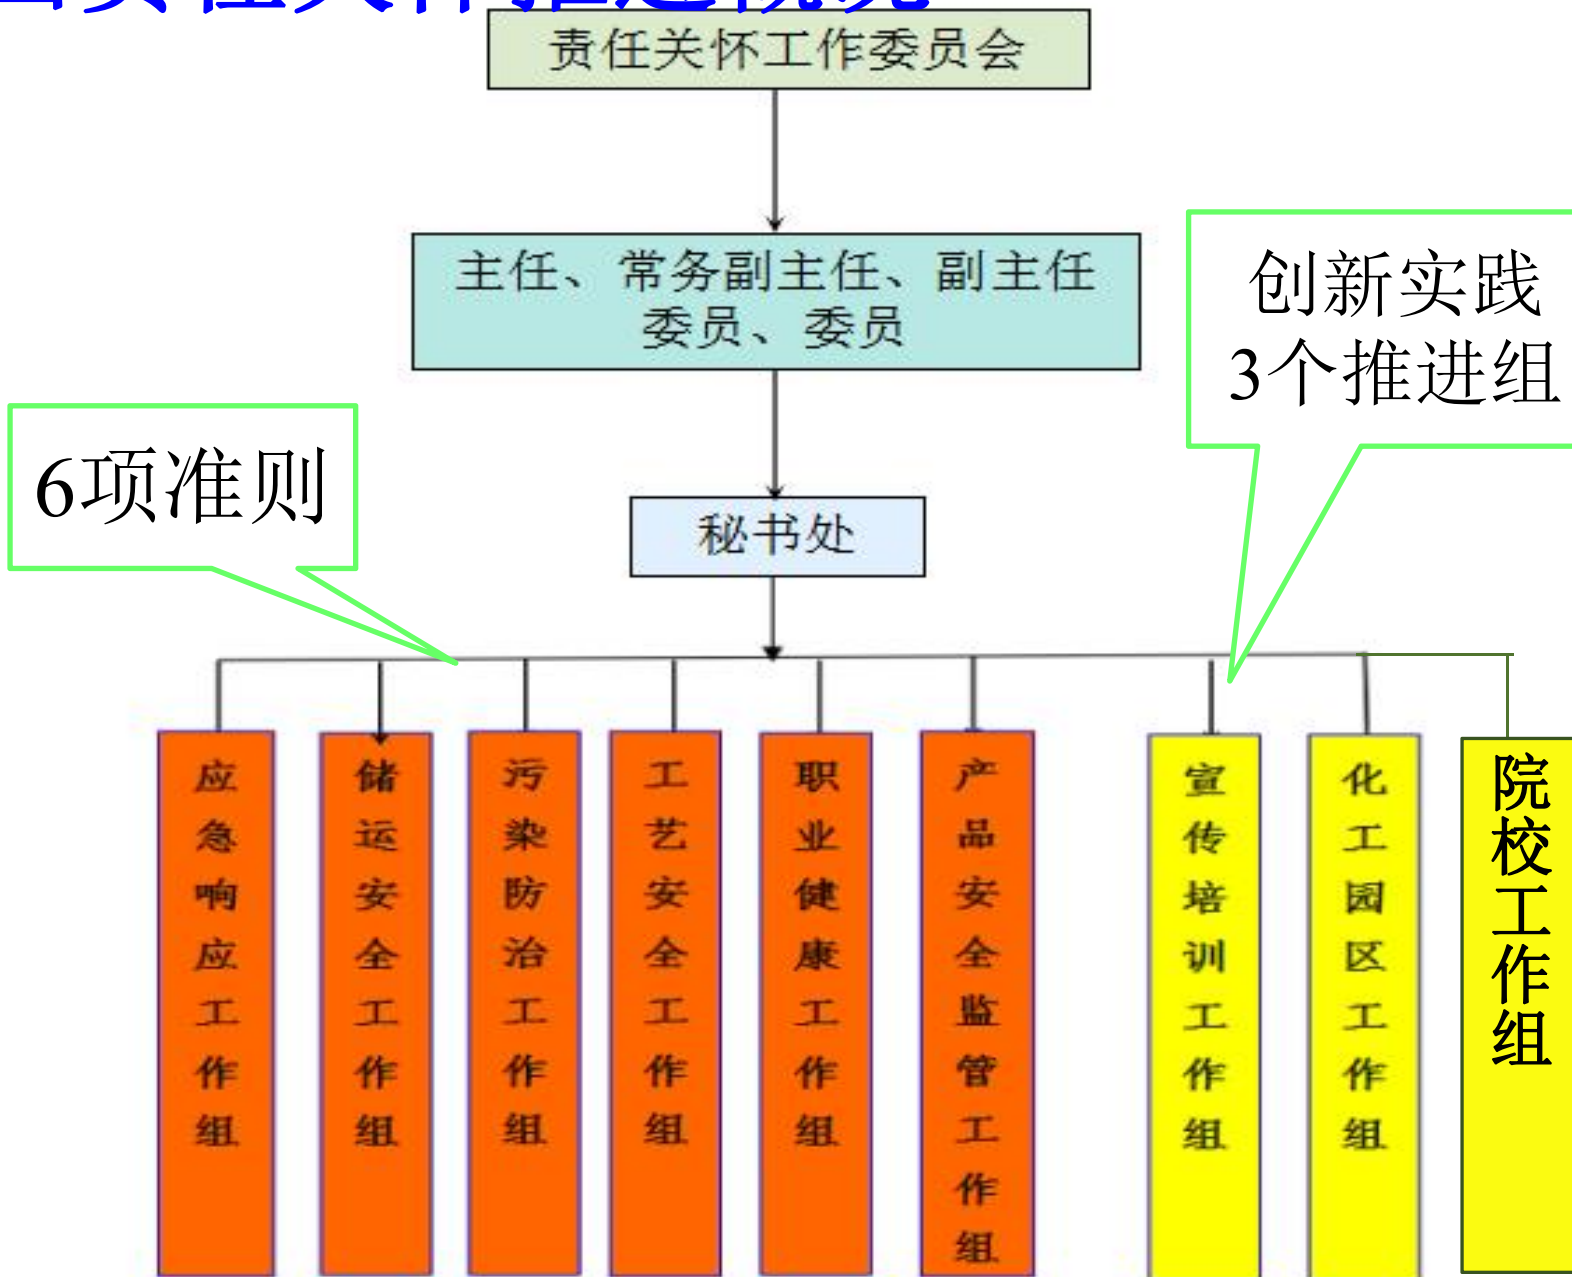 责任关怀工作委员会
主任、常务副主任、副主任
委员、委员
创新实践
3个推进组
6项准则
秘书处
应急响应工作组
储运安全工作组
污染防治工作组
工艺安全工作组
职业健康工作组
产品安全监管工作组
宣传培训工作组
化工园区工作组
院校工作组